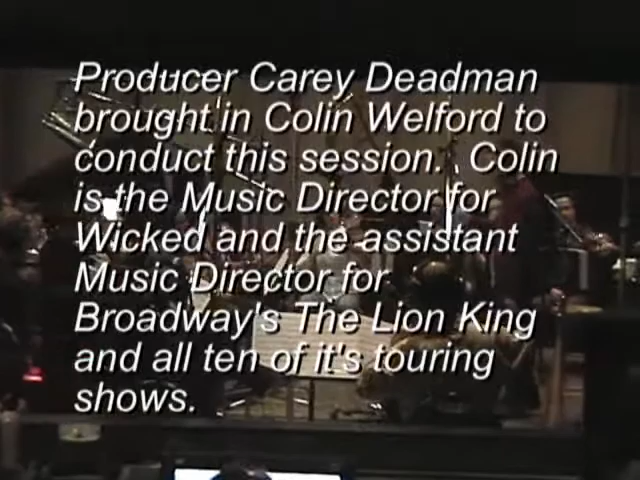 Producer Carey Deadman
brought in Colin Welford to
conduct this session.  Colin
is the Music Director for
Wicked and the assistant
Music Director for
Broadway's The Lion King
and all ten of it's touring
shows.